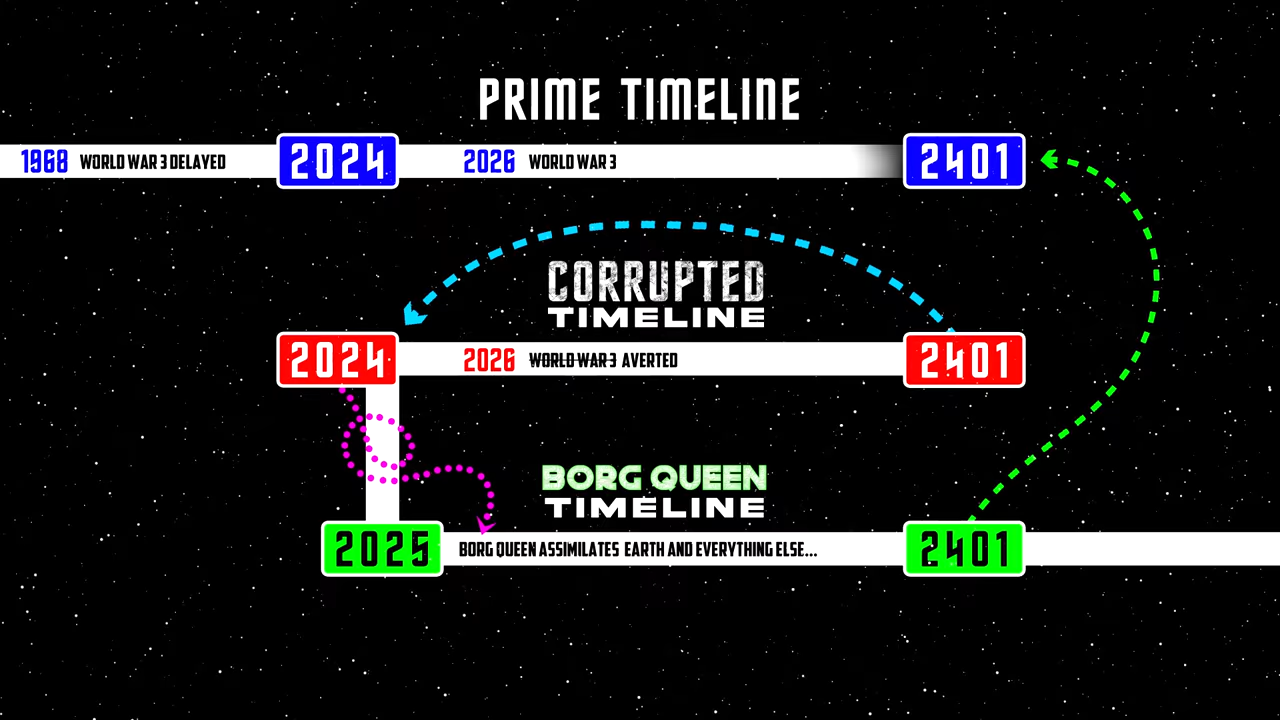 PRIME TIMELINE
1968 WORLD WAR 3 DELAYED 2024 2026 WORLD WAR 3 2401
CORRUPTED
TIMELINE
2024 2026 WORLD WAR 3 AVERTED 2401
BORG QUEEN
TIMELINE
2025 BORG QUEEN ASSIMILATES EARTH AND EVERYTHING ELSE... 2401